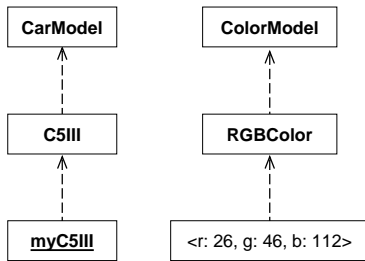 CarModel
C5III
myC5III
ColorModel
RGBColor
<r: 26, g: 46, b: 112>